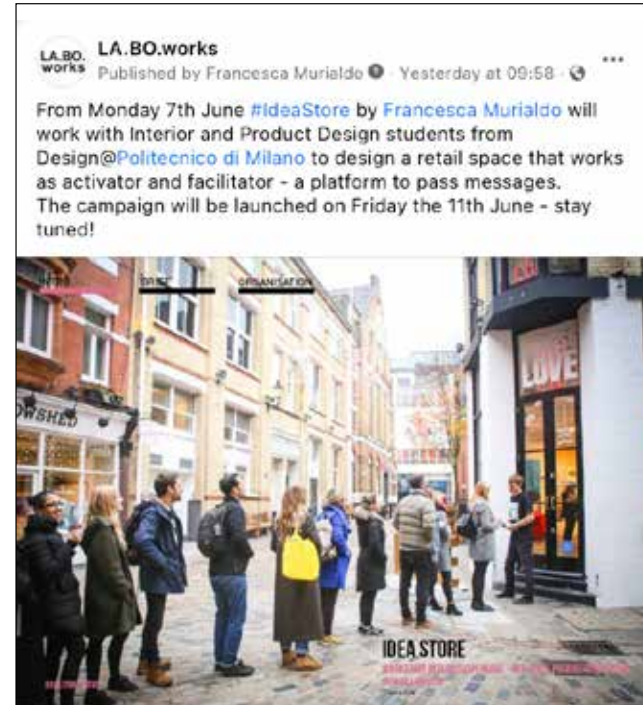 LA.BO.
works
LA.BO.works
Published by Francesca Murialdo · Yesterday at 09:58 ·
From Monday 7th June #IdeaStore by Francesca Murialdo will
work with Interior and Product Design students from
Design@Politecnico di Milano to design a retail space that works
as activator and facilitator - a platform to pass messages.
The campaign will be launched on Friday the 11th June - stay
tuned!
ORGANISATION
LOVE
OWSHED
IDEA STORE